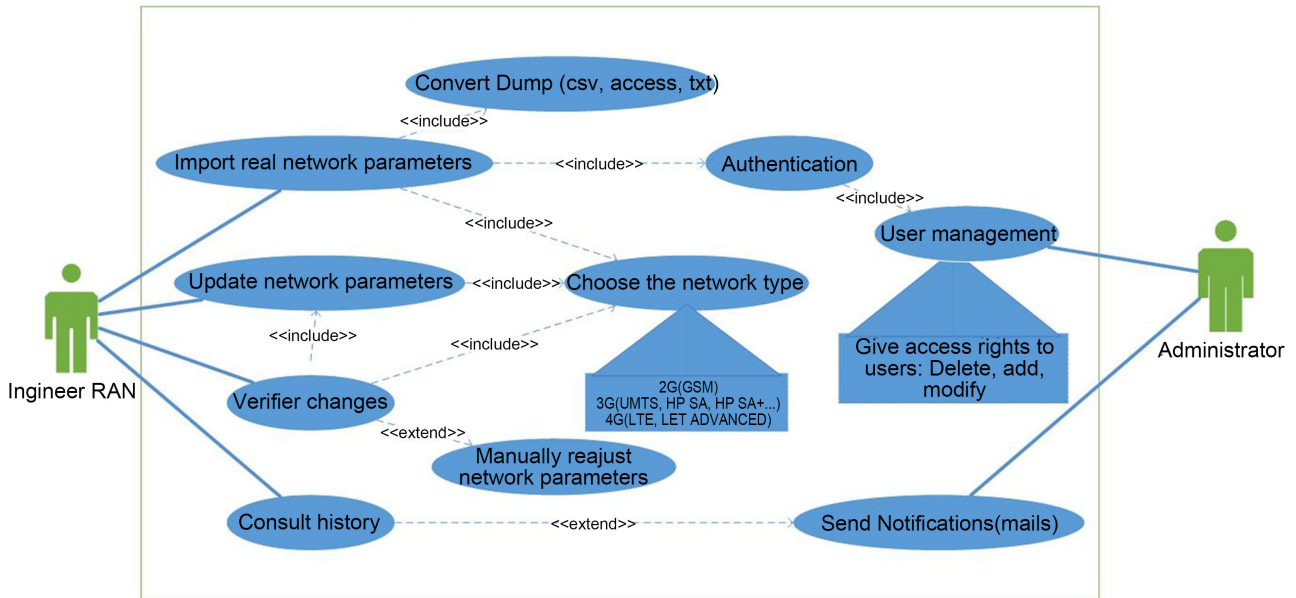 Convert Dump (csv, access, txt)
<<include>>
Import real network parameters
<<include>>
Authentication
<<include>>
<<include>>
User management
Update network parameters
<<include>>
Choose the network type
<<include>>
<<include>>
Ingineer RAN
Administrator
Give access rights to
users: Delete, add,
modify
2G(GSM)
3G(UMTS, HP SA, HP SA+...)
4G(LTE, LET ADVANCED)
Verifier changes
<<extend>>
Manually reajust
network parameters
Consult history
<<extend>>
Send Notifications(mails)